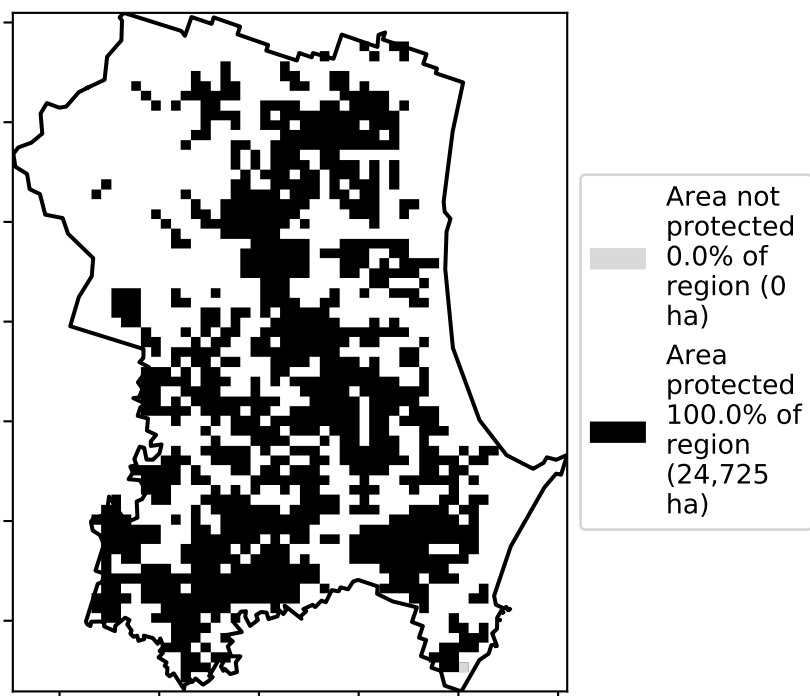 Area not
protected
0.0% of
region (0
ha)
Area
protected
100.0% of
region
(24,725
ha)